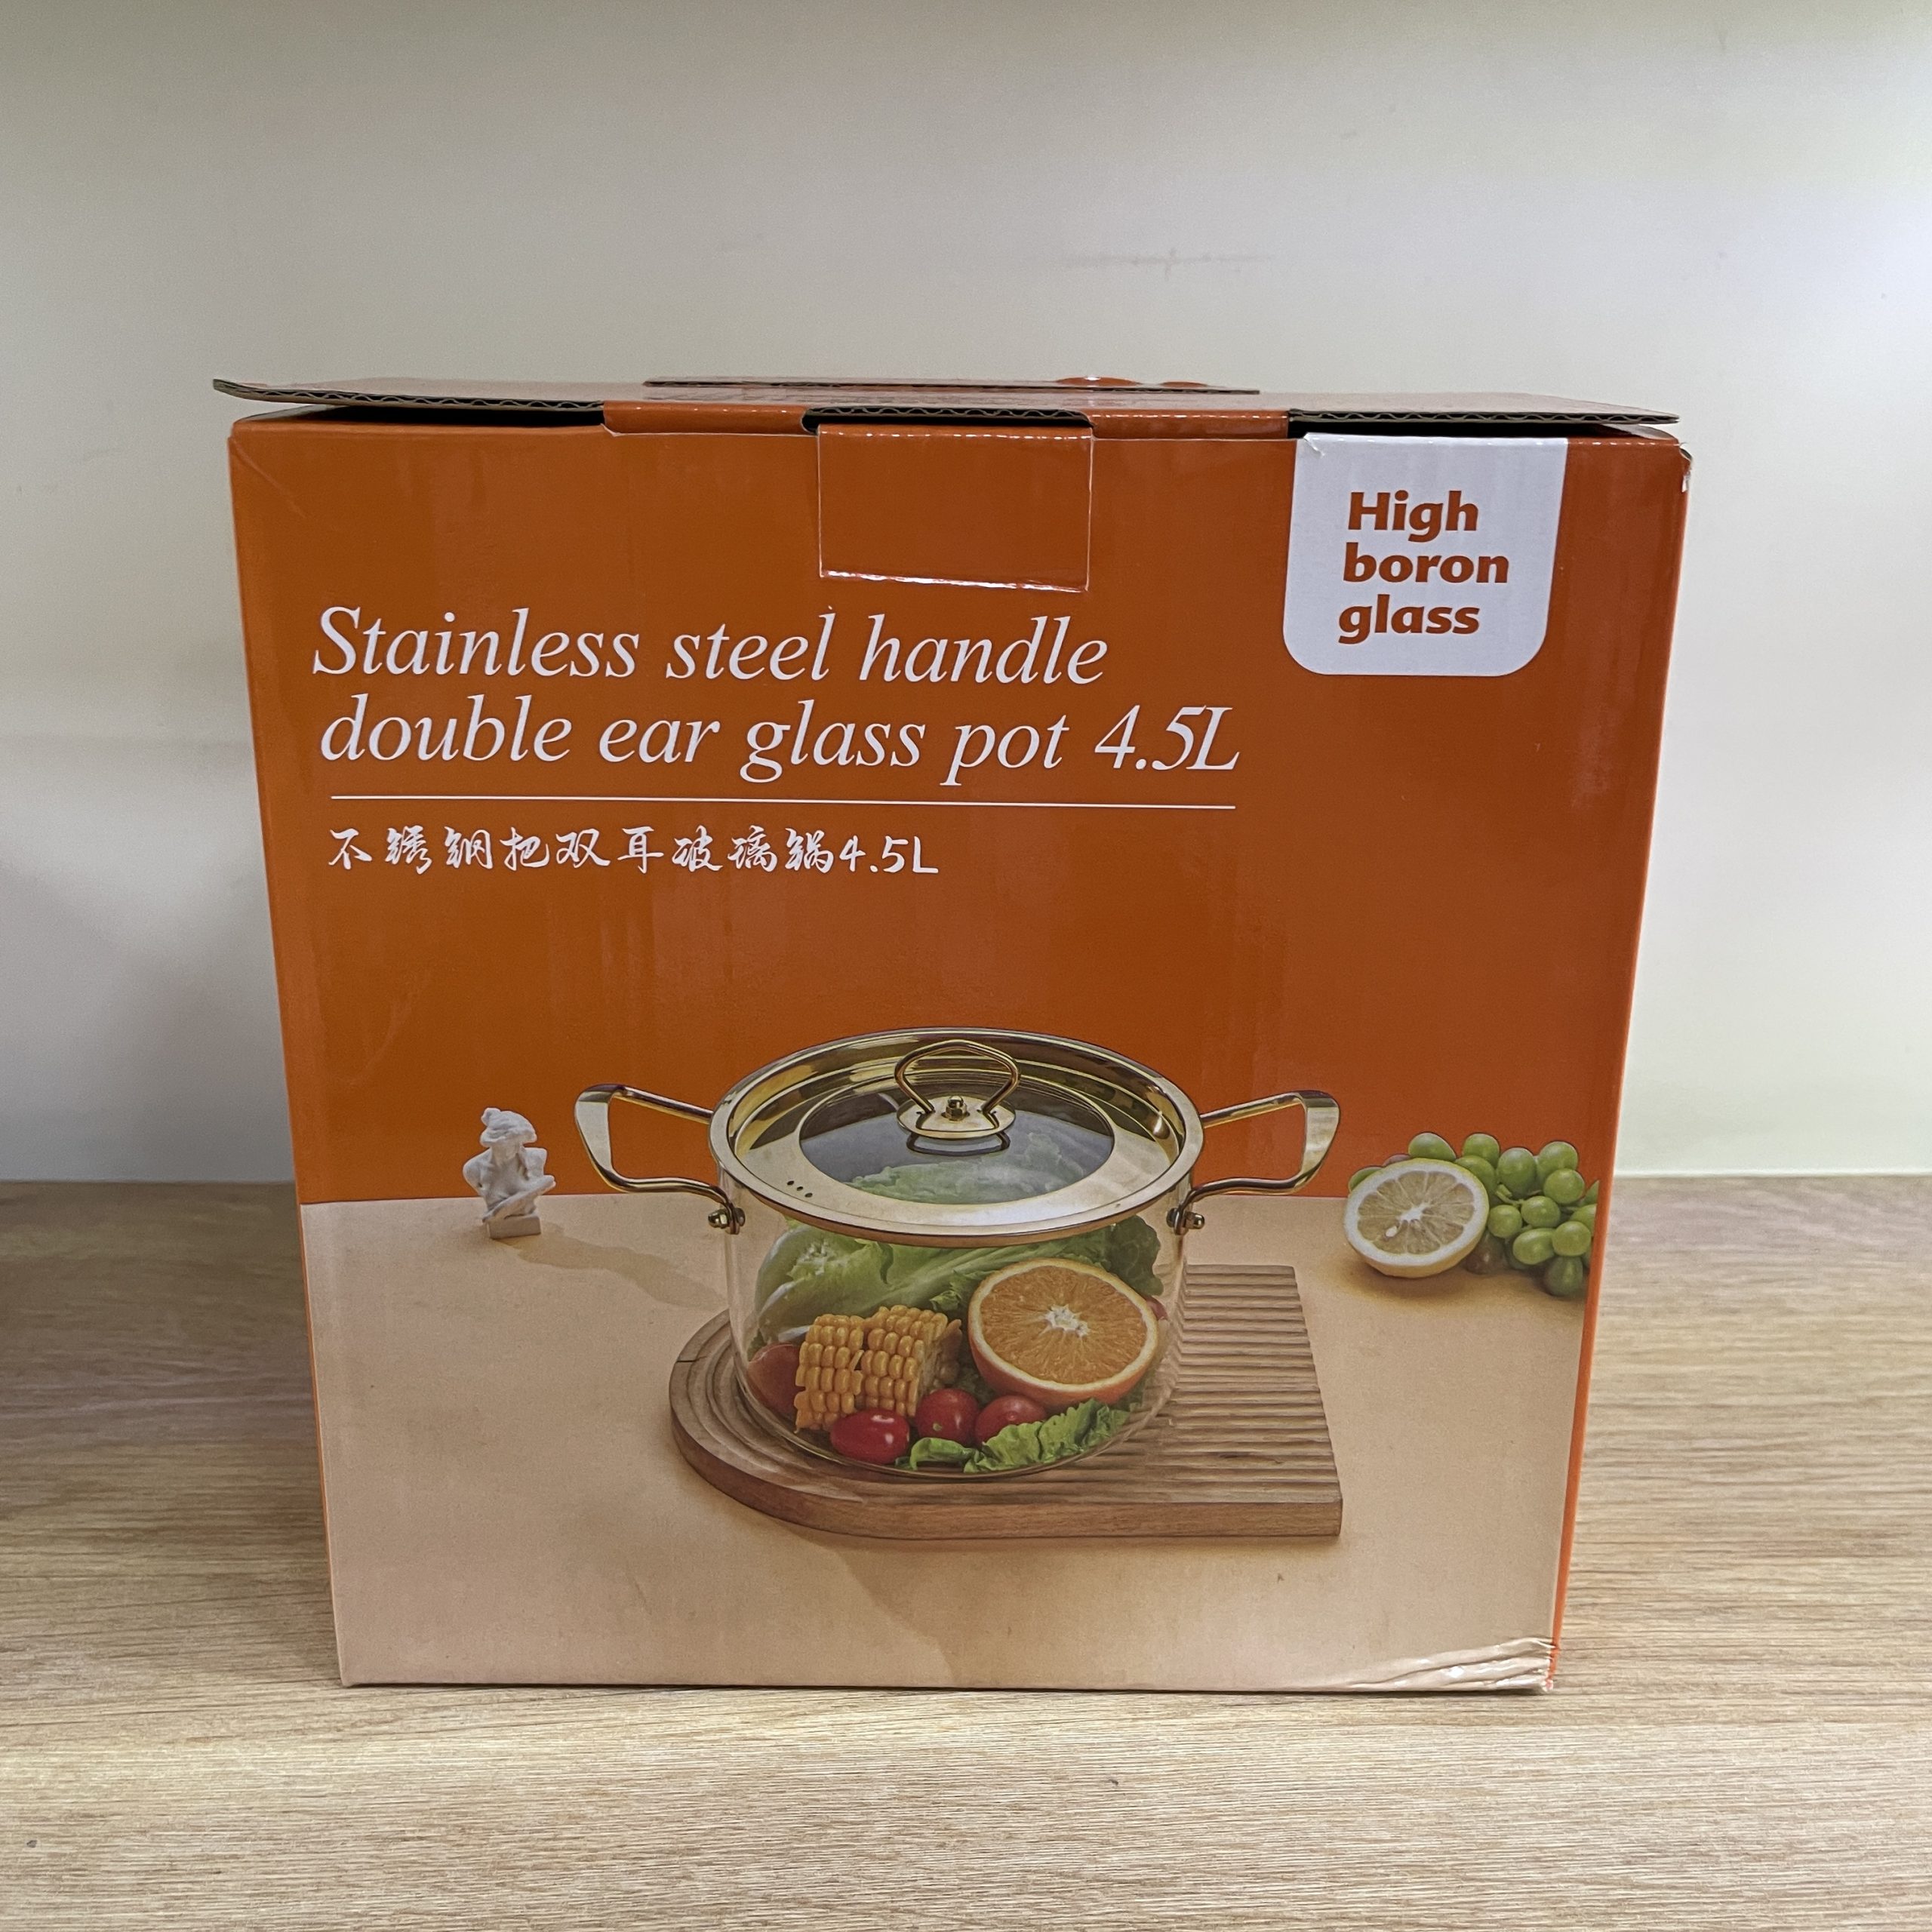 High
boron
glass
Stainless steel handle
double ear glass pot 4.5L
不锈钢把双耳玻璃锅4.5L